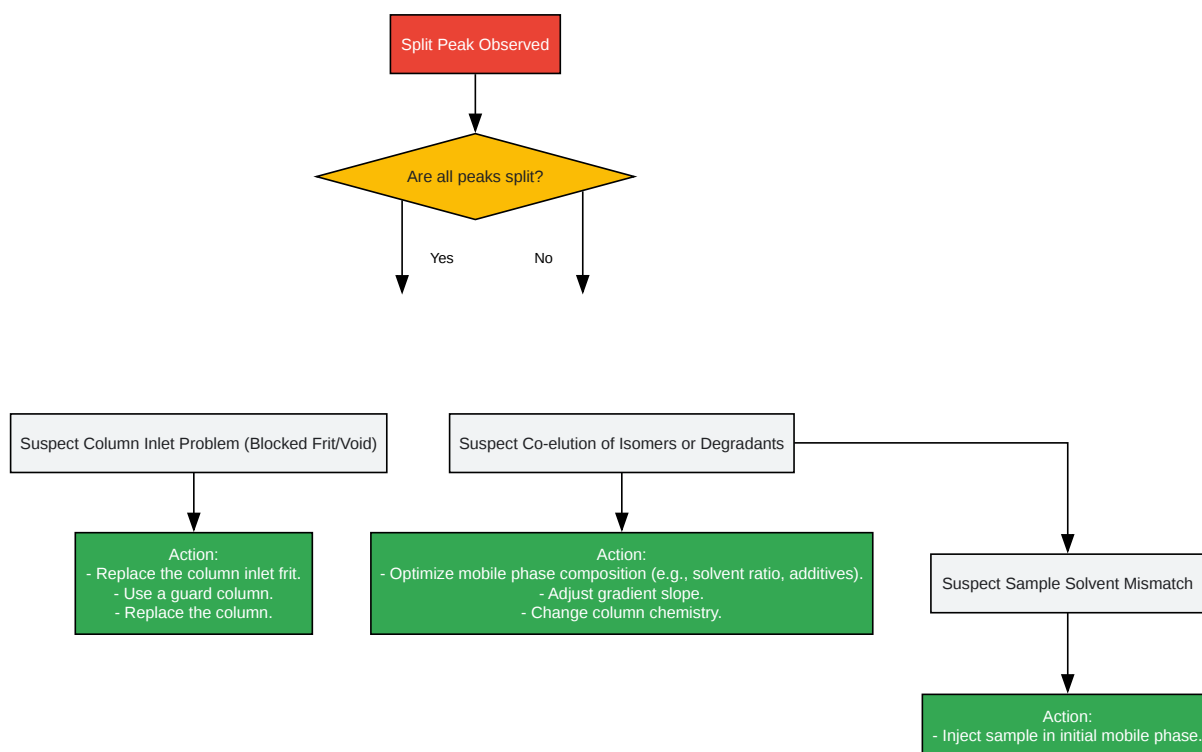 Split Peak Observed
Are all peaks split?
Yes
No
Suspect Column Inlet Problem (Blocked Frit/Void)
Suspect Co-elution of Isomers or Degradants
Action:
- Replace the column inlet frit.
- Use a guard column.
- Replace the column.
Action:
- Optimize mobile phase composition (e.g., solvent ratio, additives).
- Adjust gradient slope.
- Change column chemistry.
Suspect Sample Solvent Mismatch
Action:
- Inject sample in initial mobile phase.